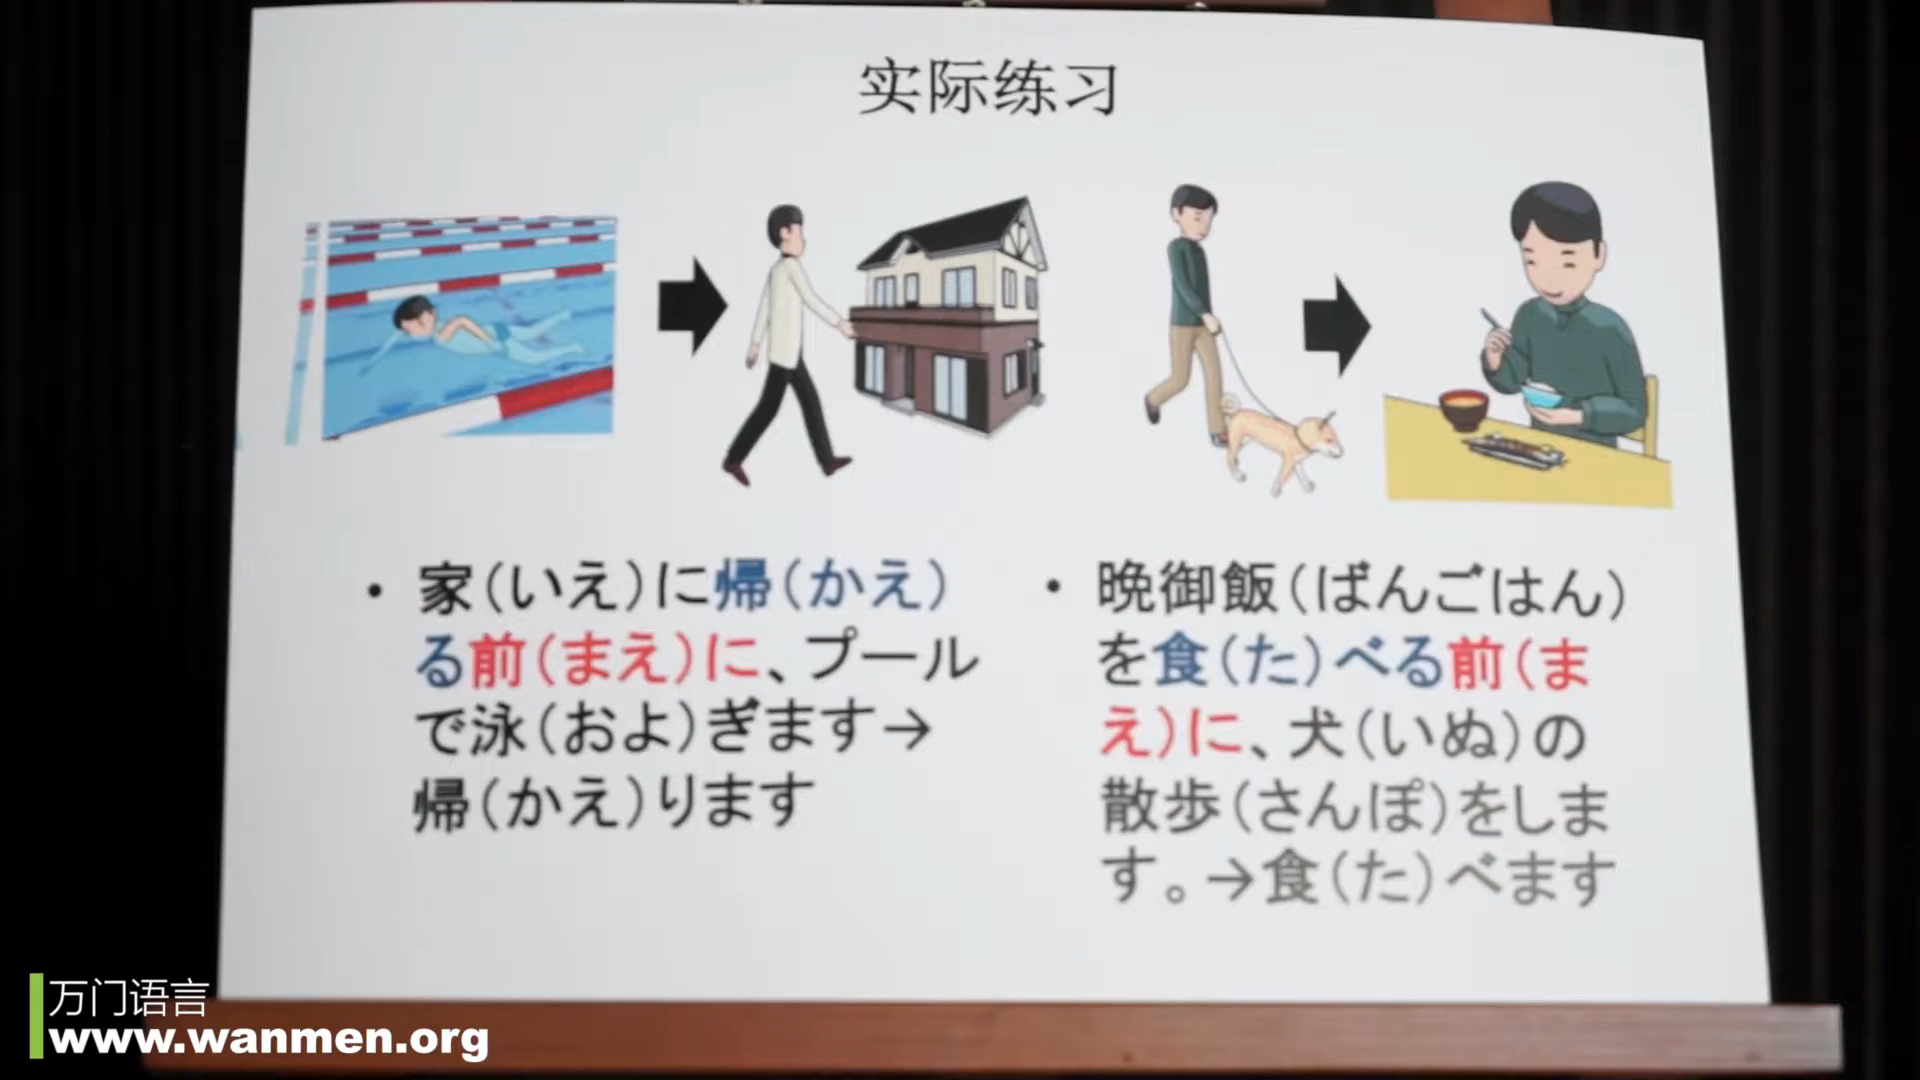 实际练习
• 家(いえ)に帰(かえ)
る前(まえ)に、プール
で泳(およ)ぎます→
帰(かえ)ります
• 晩御飯(ばんごはん)
を食(た)べる前(ま
え)に、犬(いぬ)の
散歩(さんぽ)をしま
す。→食(た)べます
万门语言
www.wanmen.org